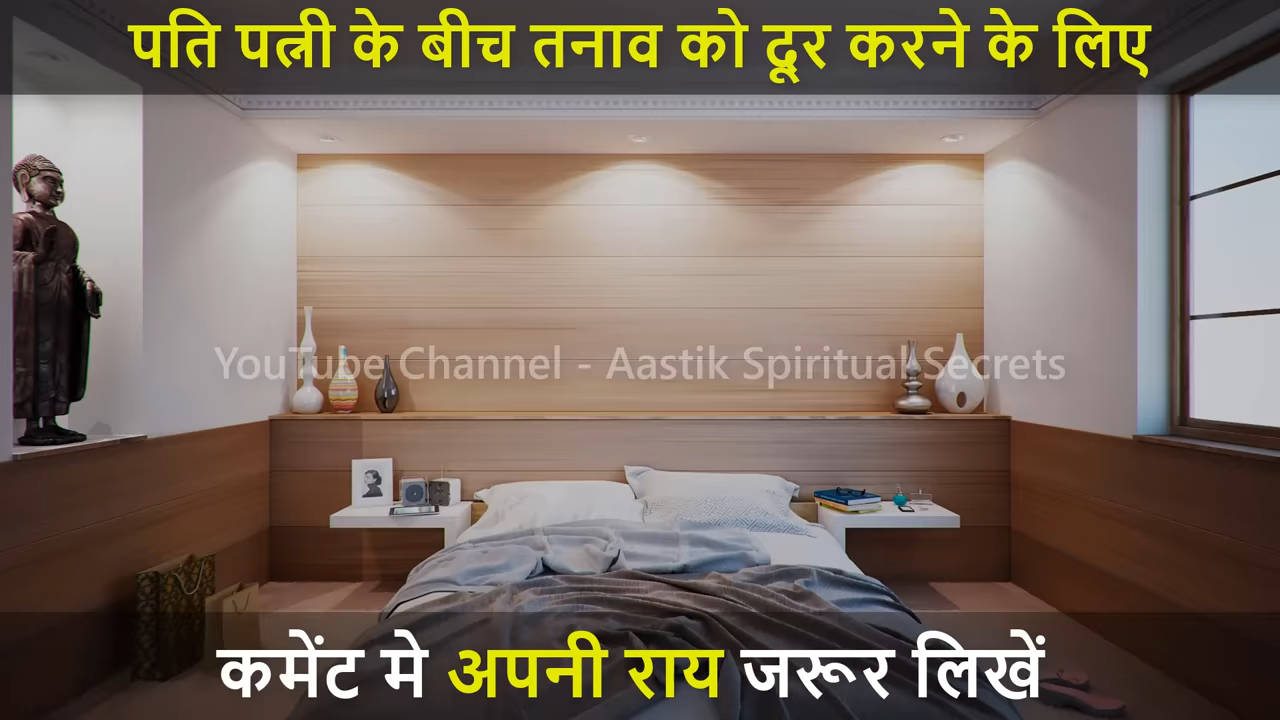 पति पत्नी के बीच तनाव को दूर करने के लिए
YouTube Channel - Aastik Spiritual Secrets
कमेंट मे अपनी राय जरूर लिखें